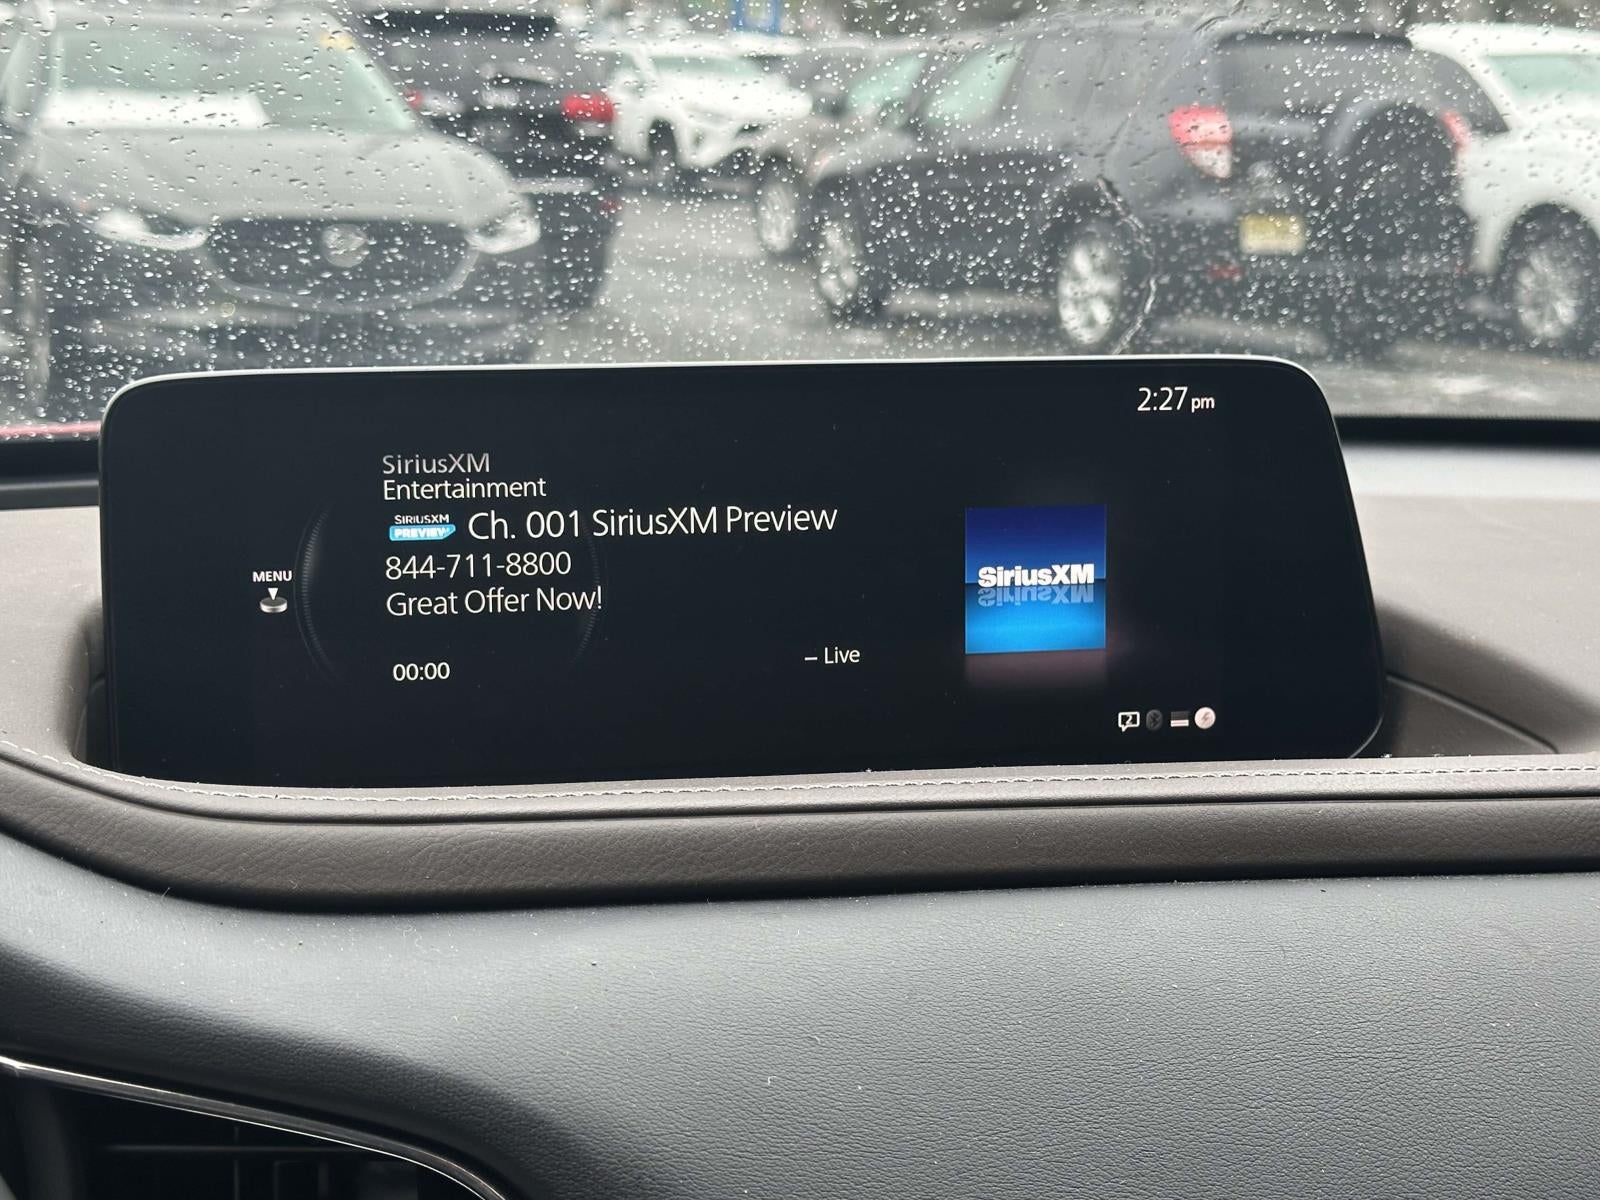 2:27 pm
SiriusXM
Entertainment
SIRIUSXM
PREVIEW
Ch. 001 SiriusXM Preview
844-711-8800
Great Offer Now!
MENU
SiriusXM
00:00
– Live
2